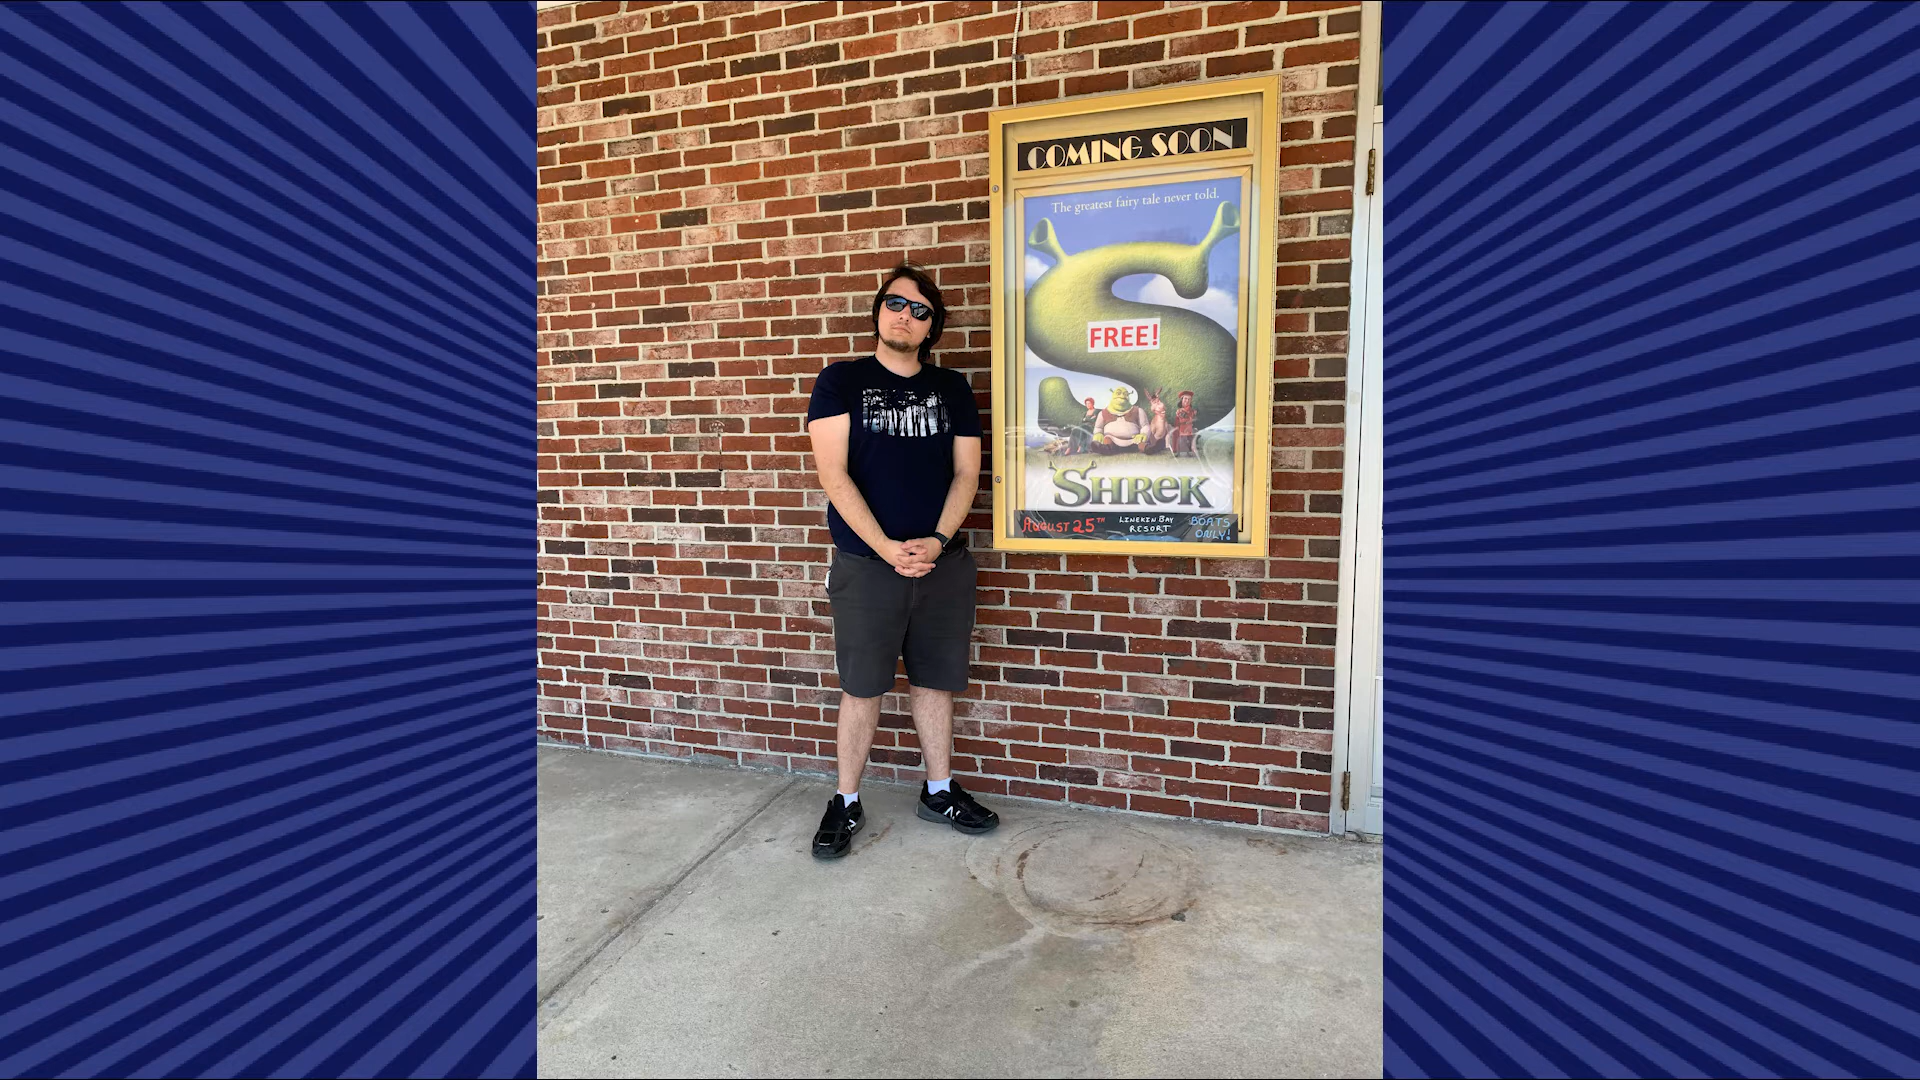 COMING SOON
The greatest fairy tale never told.
FREE!
SHREK
AUGUST 25TH
LINEKIN BAY
RESORT
BOATS
ONLY!
N
N